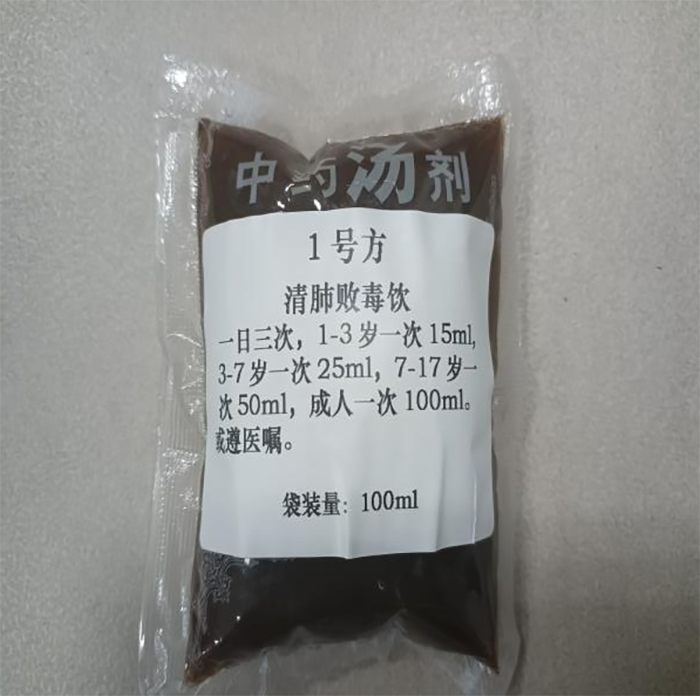 中药汤剂
1号方
清肺败毒饮
一日三次，1-3岁一次15ml，
3-7岁一次25ml，7-17岁一
次50ml，成人一次100ml。
或遵医嘱。
袋装量：100ml